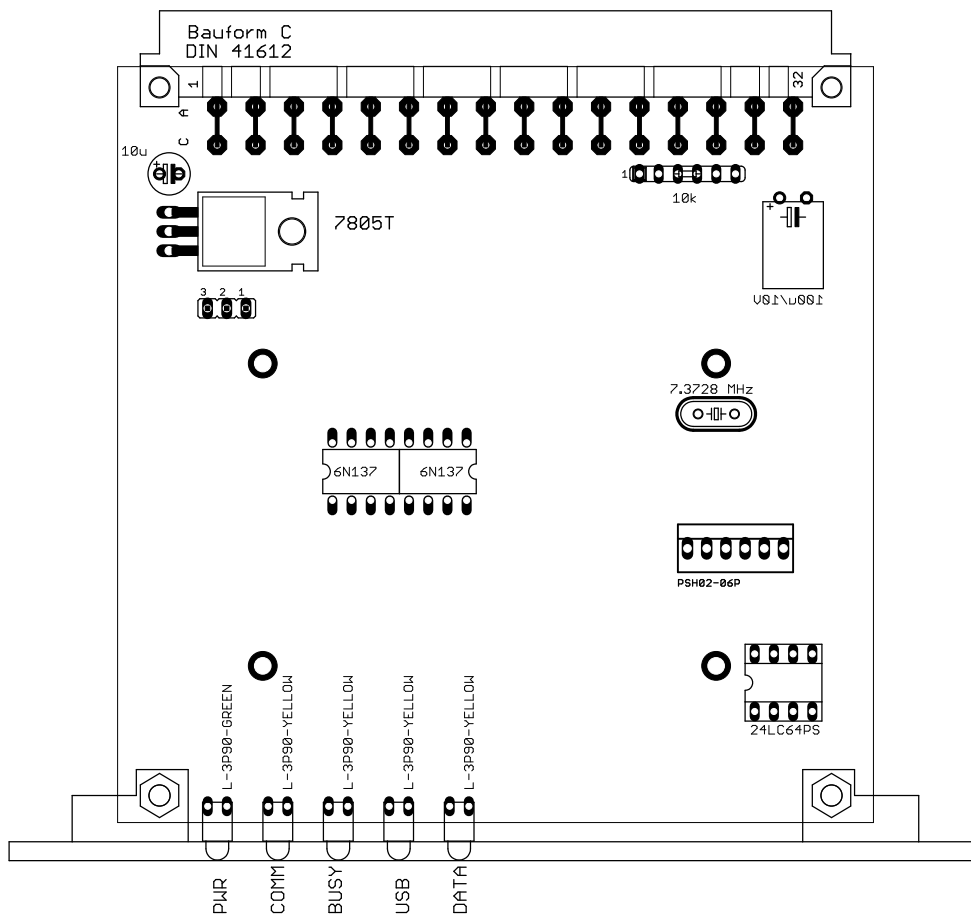 Bauform C
DIN 41612
1
32
A
C
10u
+
1
10k
7805T
+
100u/10V
3 2 1
7.3728 MHz
6N137
6N137
PSH02-06P
24LC64PS
L-3P90-GREEN
L-3P90-YELLOW
L-3P90-YELLOW
L-3P90-YELLOW
L-3P90-YELLOW
PWR
COMM
BUSY
USB
DATA